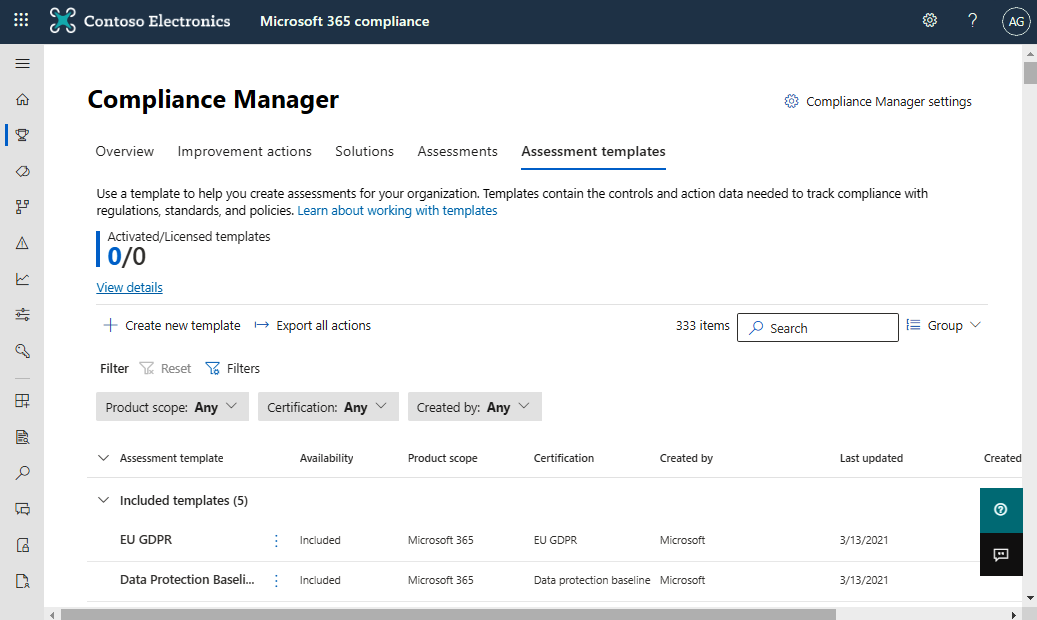 Contoso Electronics Microsoft 365 compliance ? AG
Compliance Manager
Compliance Manager settings
Overview Improvement actions Solutions Assessments Assessment templates
Use a template to help you create assessments for your organization. Templates contain the controls and action data needed to track compliance with
regulations, standards, and policies. Learn about working with templates
Activated/Licensed templates
0/0
View details
Create new template Export all actions 333 items Search Group
Filter Reset Filters
Product scope: Any Certification: Any Created by: Any
Assessment template Availability Product scope Certification Created by Last updated Created
Included templates (5)
EU GDPR Included Microsoft 365 EU GDPR Microsoft 3/13/2021
Data Protection Baseli... Included Microsoft 365 Data protection baseline Microsoft 3/13/2021